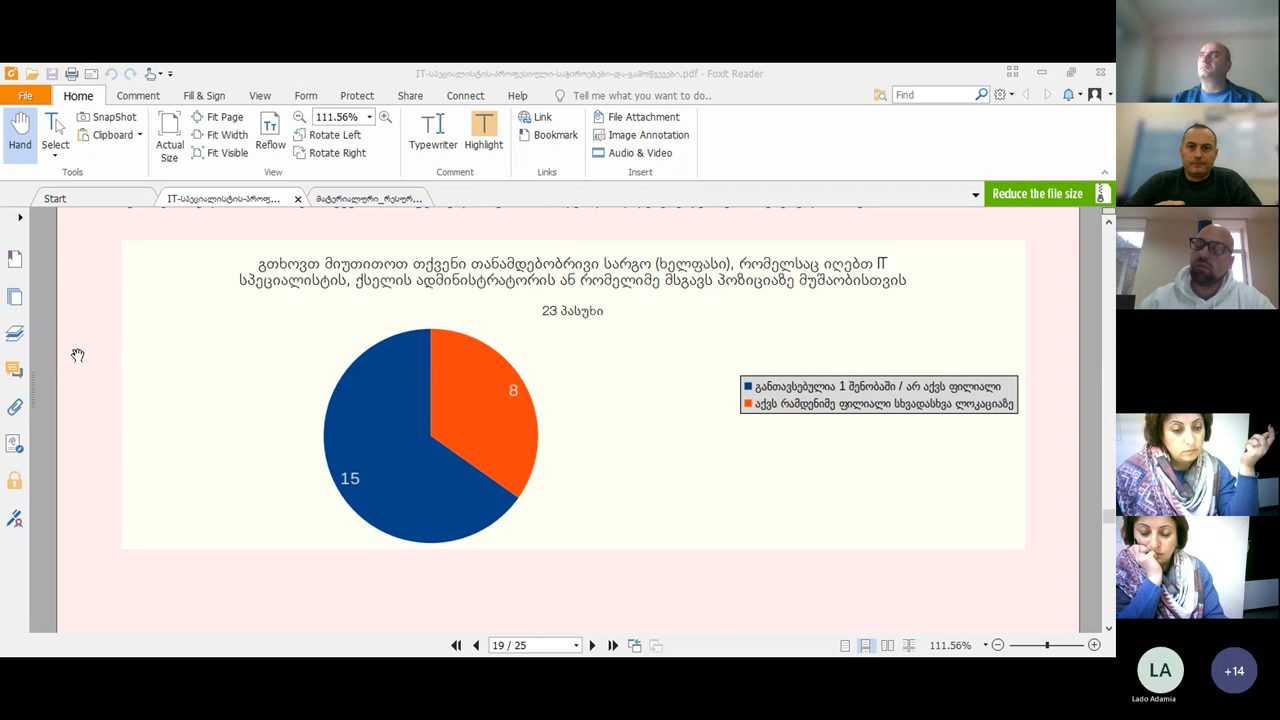 IT-სპეციალისტის-პროფესიული-საჭიროებები-და-გამოწვევები.pdf - Foxit Reader
File Home Comment Fill & Sign View Form Protect Share Connect Help Tell me what you want to do.. Find
Hand
Select
SnapShot
Clipboard
Tools
Actual Size
Fit Page
Fit Width
Fit Visible
Reflow
111.56%
Rotate Left
Rotate Right
View
Typewriter
Highlight
Comment
Link
Bookmark
Links
File Attachment
Image Annotation
Audio & Video
Insert
Start IT-სპეციალისტის-პროფ... მატერიალური_რესურ... Reduce the file size
გთხოვთ მიუთითოთ თქვენი თანამდებობრივი სარგო (ხელფასი), რომელსაც იღებთ IT
სპეციალისტის, ქსელის ადმინისტრატორის ან რომელიმე მსგავს პოზიციაზე მუშაობისთვის
23 პასუხი
8
15
განთავსებულია 1 შენობაში / არ აქვს ფილიალი
აქვს რამდენიმე ფილიალი სხვადასხვა ლოკაციაზე
19 / 25
111.56%
LA
Lado Adamia
+14